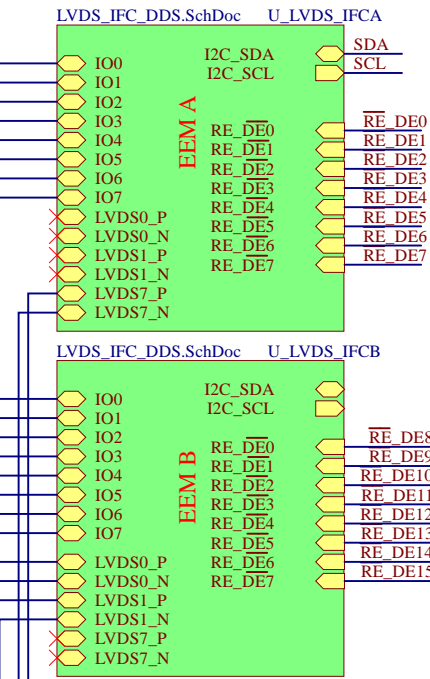 LVDS_IFC_DDS.SchDoc U_LVDS_IFCA
I2C_SDA SDA
I2C_SCL SCL
IO0
IO1
IO2
IO3
IO4
IO5
IO6
IO7
LVDS0_P
LVDS0_N
LVDS1_P
LVDS1_N
LVDS7_P
LVDS7_N
EEM A
RE_DE0 RE_DE0
RE_DE1 RE_DE1
RE_DE2 RE_DE2
RE_DE3 RE_DE3
RE_DE4 RE_DE4
RE_DE5 RE_DE5
RE_DE6 RE_DE6
RE_DE7 RE_DE7
LVDS_IFC_DDS.SchDoc U_LVDS_IFCB
I2C_SDA
I2C_SCL
IO0
IO1
IO2
IO3
IO4
IO5
IO6
IO7
LVDS0_P
LVDS0_N
LVDS1_P
LVDS1_N
LVDS7_P
LVDS7_N
EEM B
RE_DE0 RE_DE8
RE_DE1 RE_DE9
RE_DE2 RE_DE10
RE_DE3 RE_DE11
RE_DE4 RE_DE12
RE_DE5 RE_DE13
RE_DE6 RE_DE14
RE_DE7 RE_DE15